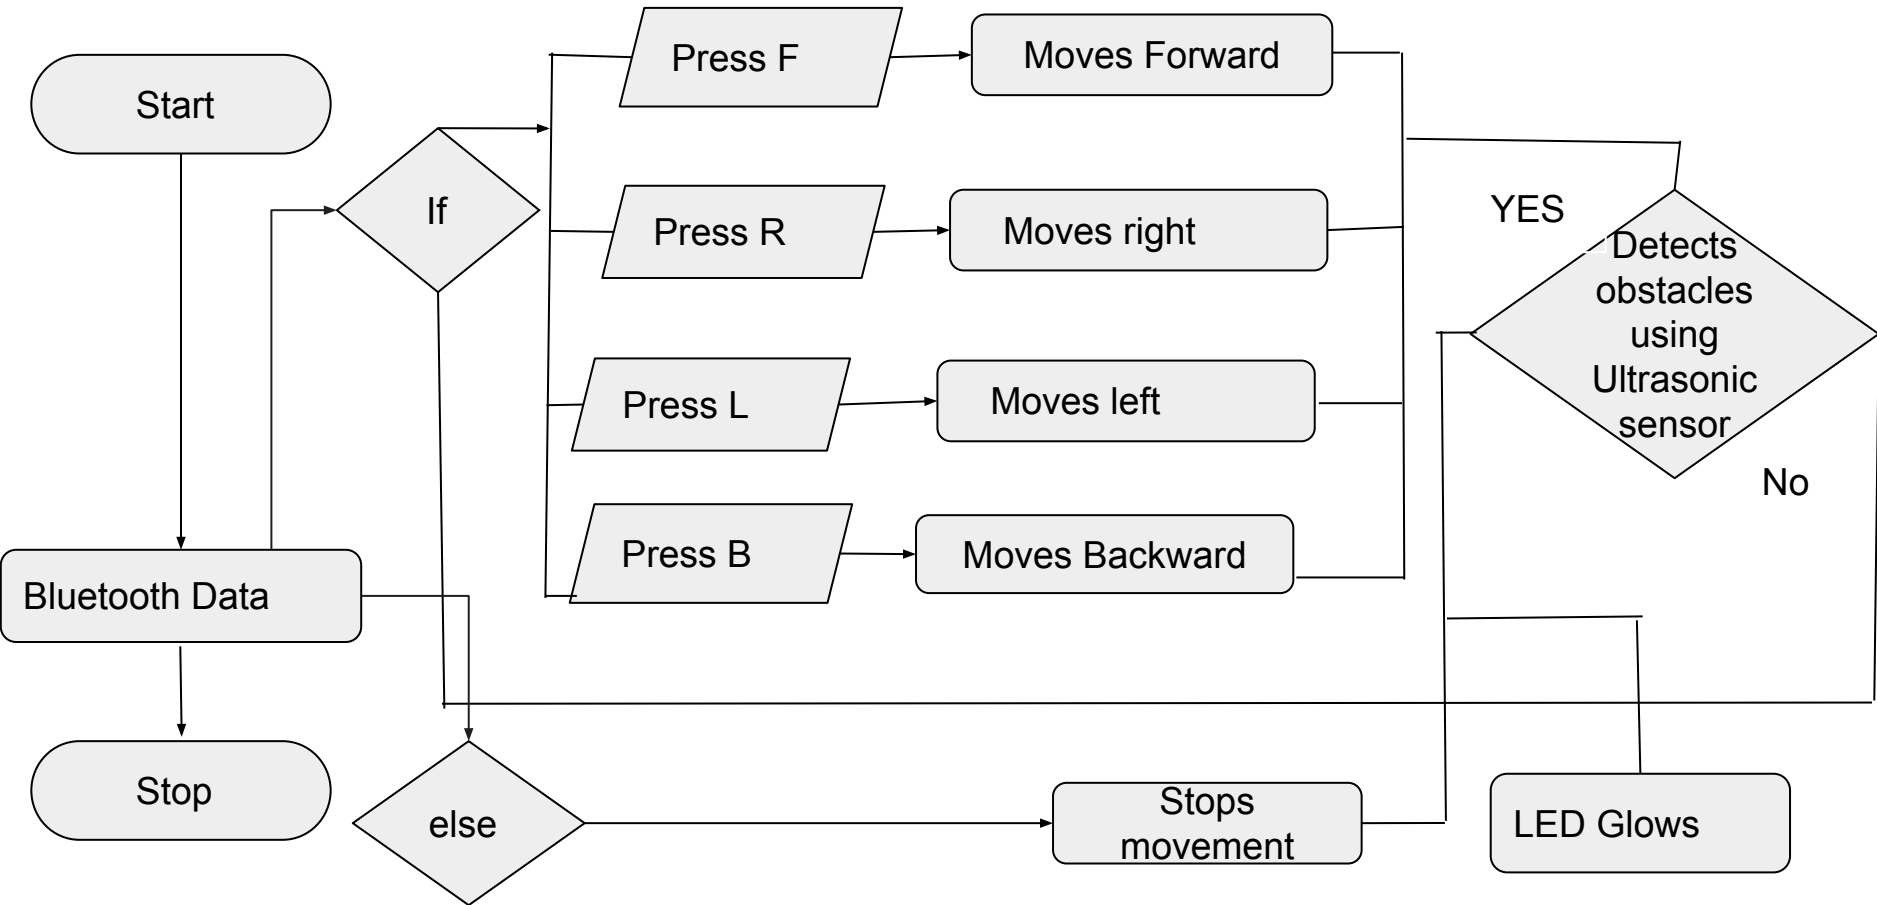 Start
If
Press F
Moves Forward
Press R
Moves right
Press L
Moves left
Press B
Moves Backward
YES
Detects
obstacles
using
Ultrasonic
sensor
No
Bluetooth Data
Stop
else
Stops
movement
LED Glows